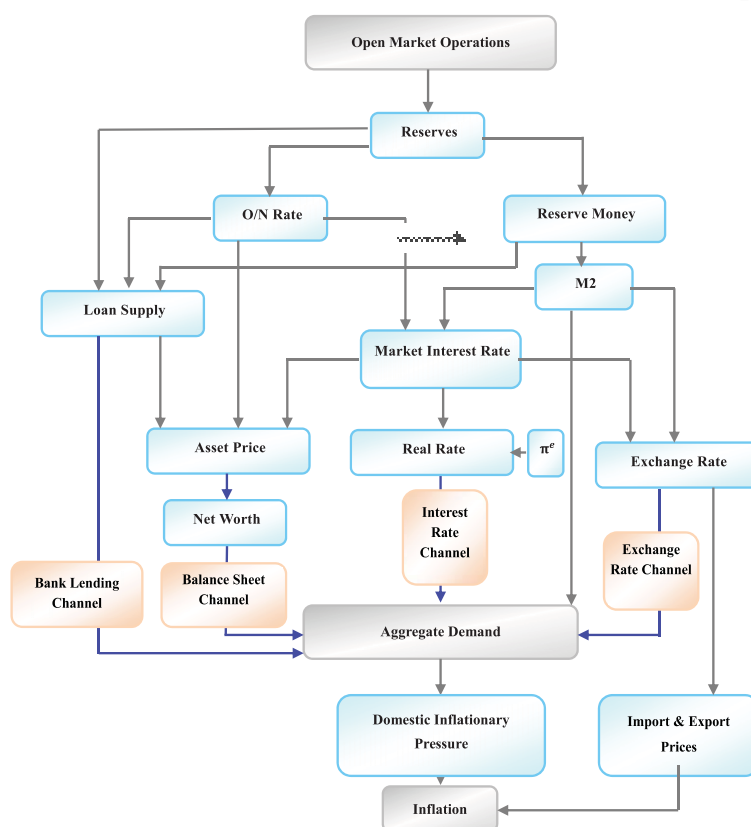 Open Market Operations
Reserves
O/N Rate
Reserve Money
M2
Loan Supply
Market Interest Rate
Asset Price
Real Rate
πᵉ
Exchange Rate
Net Worth
Interest
Rate
Channel
Exchange
Rate Channel
Bank Lending
Channel
Balance Sheet
Channel
Aggregate Demand
Domestic Inflationary
Pressure
Import & Export
Prices
Inflation